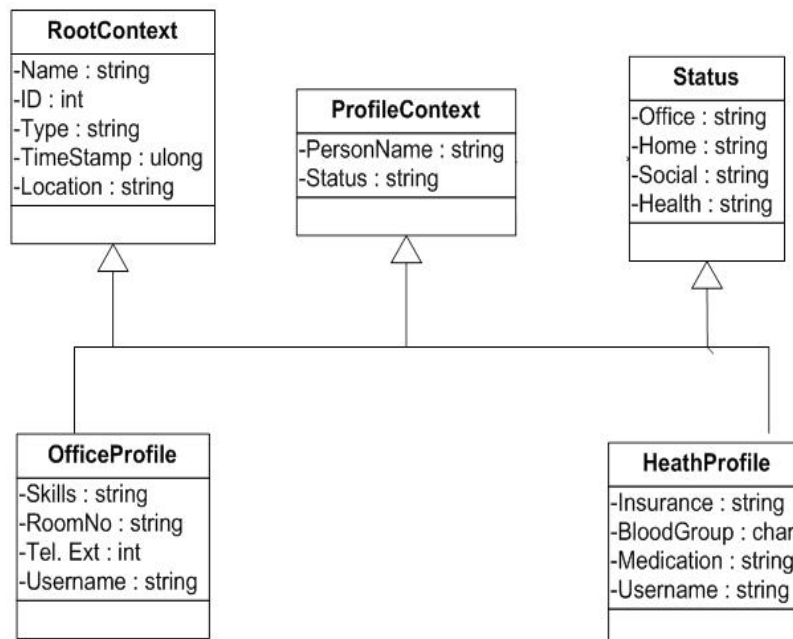 RootContext
-Name : string
-ID : int
-Type : string
-TimeStamp : ulong
-Location : string
ProfileContext
-PersonName : string
-Status : string
Status
-Office : string
-Home : string
-Social : string
-Health : string
OfficeProfile
-Skills : string
-RoomNo : string
-Tel. Ext : int
-Username : string
HeathProfile
-Insurance : string
-BloodGroup : char
-Medication : string
-Username : string